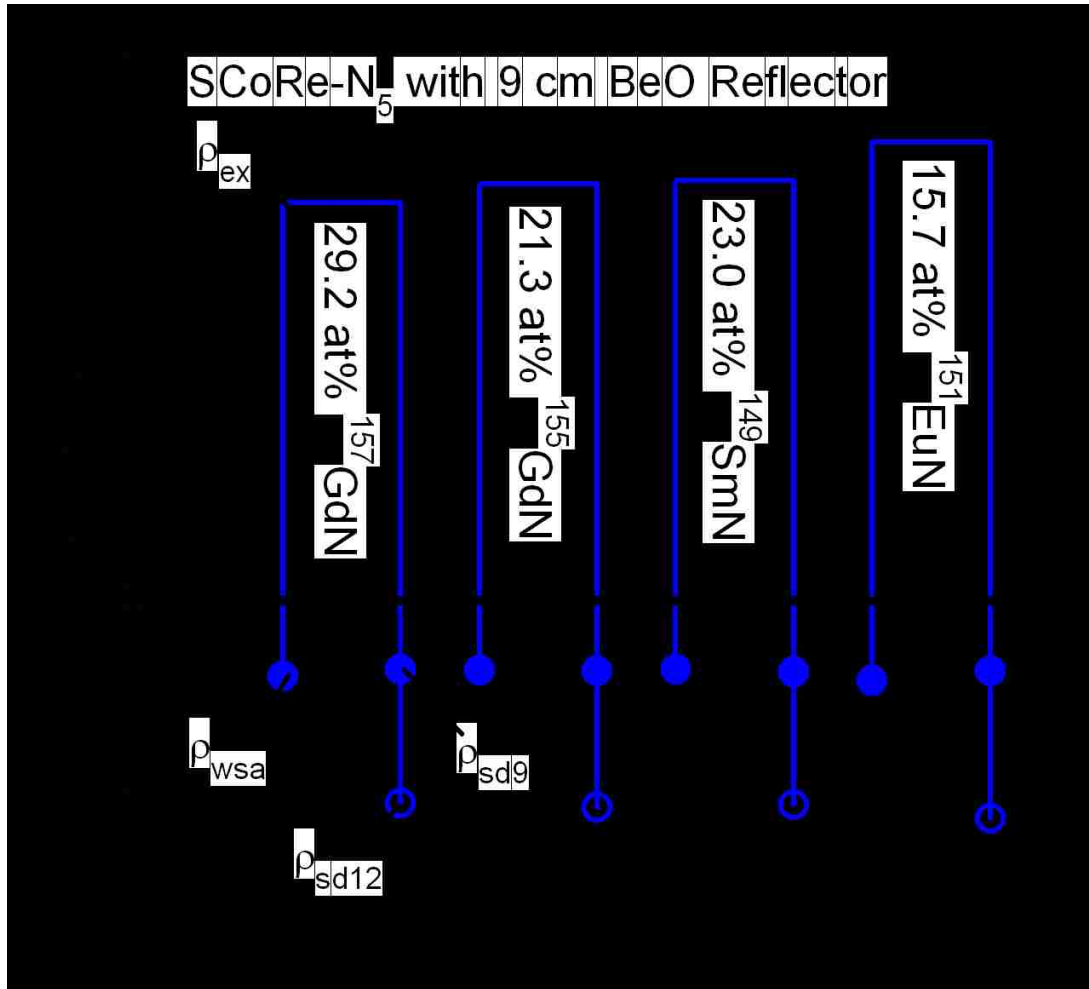 SCoRe-N5 with 9 cm BeO Reflector
ρex
29.2 at% 157GdN
21.3 at% 155GdN
23.0 at% 149SmN
15.7 at% 151EuN
ρwsa
ρsd9
ρsd12